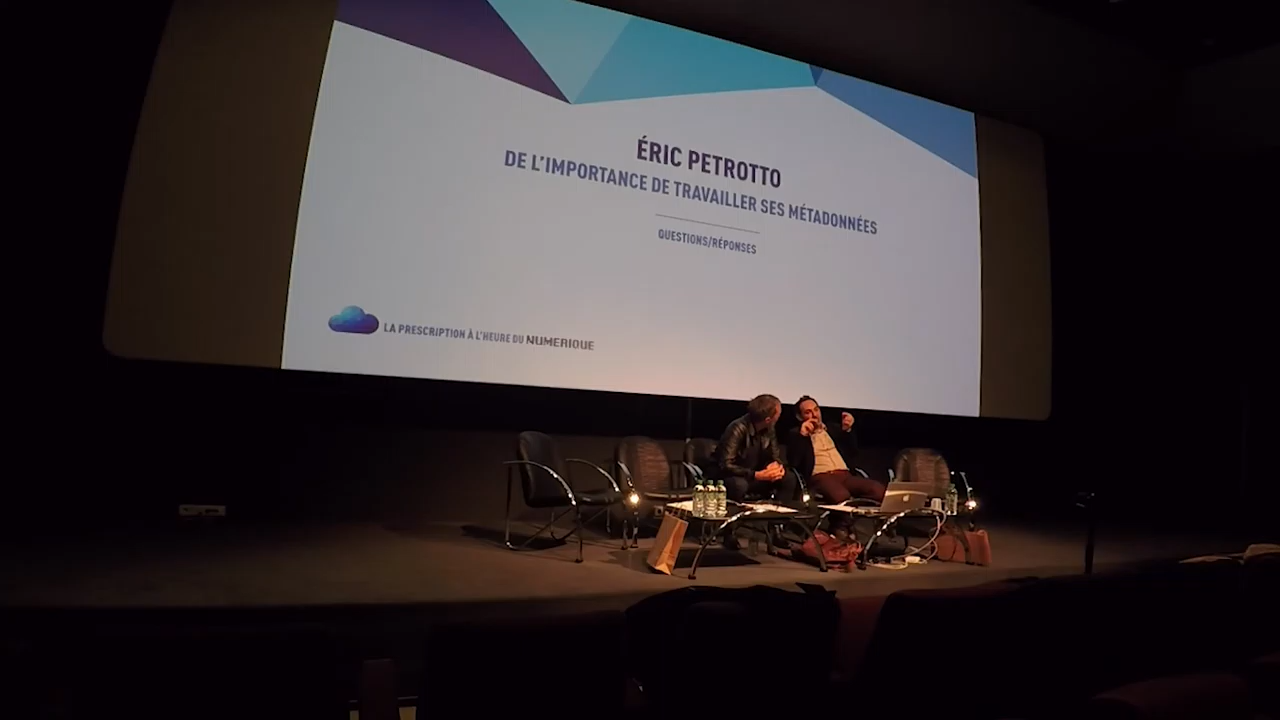 ÉRIC PETROTTO
DE L'IMPORTANCE DE TRAVAILLER SES MÉTADONNÉES
QUESTIONS/RÉPONSES
LA PRESCRIPTION À L'HEURE DU NUMERIQUE